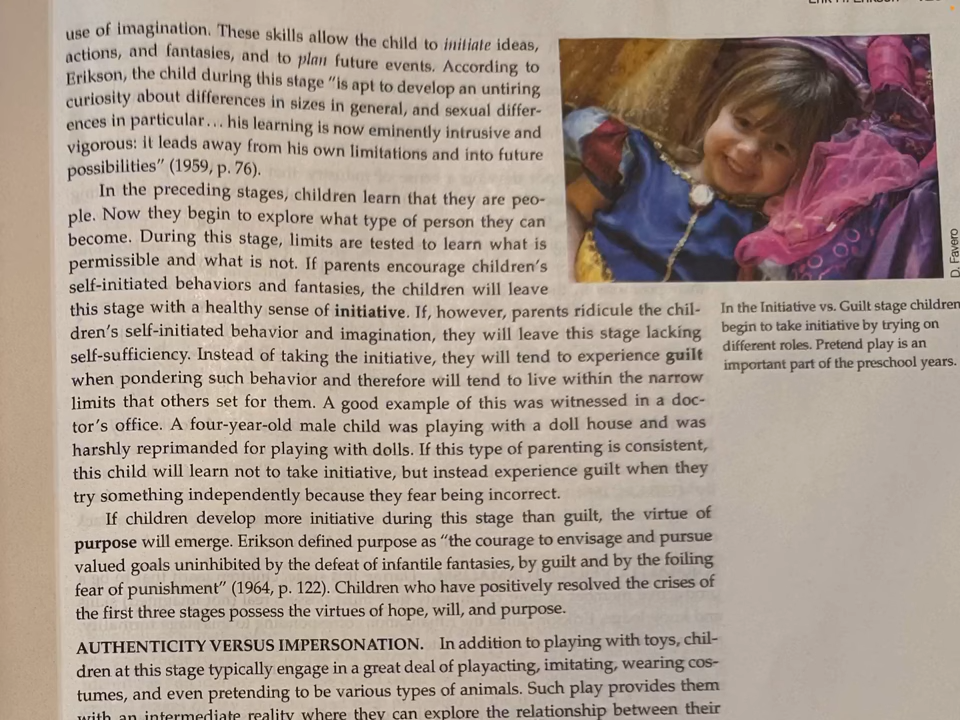 use of imagination. These skills allow the child to initiate ideas,
actions, and fantasies, and to plan future events. According to
Erikson, the child during this stage “is apt to develop an untiring
curiosity about differences in sizes in general, and sexual differ-
ences in particular… his learning is now eminently intrusive and
vigorous: it leads away from his own limitations and into future
possibilities” (1959, p. 76).
In the preceding stages, children learn that they are peo-
ple. Now they begin to explore what type of person they can
become. During this stage, limits are tested to learn what is
permissible and what is not. If parents encourage children’s
self-initiated behaviors and fantasies, the children will leave
this stage with a healthy sense of initiative. If, however, parents ridicule the chil-
dren’s self-initiated behavior and imagination, they will leave this stage lacking
self-sufficiency. Instead of taking the initiative, they will tend to experience guilt
when pondering such behavior and therefore will tend to live within the narrow
limits that others set for them. A good example of this was witnessed in a doc-
tor’s office. A four-year-old male child was playing with a doll house and was
harshly reprimanded for playing with dolls. If this type of parenting is consistent,
this child will learn not to take initiative, but instead experience guilt when they
try something independently because they fear being incorrect.
If children develop more initiative during this stage than guilt, the virtue of
purpose will emerge. Erikson defined purpose as “the courage to envisage and pursue
valued goals uninhibited by the defeat of infantile fantasies, by guilt and by the foiling
fear of punishment” (1964, p. 122). Children who have positively resolved the crises of
the first three stages possess the virtues of hope, will, and purpose.
AUTHENTICITY VERSUS IMPERSONATION. In addition to playing with toys, chil-
dren at this stage typically engage in a great deal of playacting, imitating, wearing cos-
tumes, and even pretending to be various types of animals. Such play provides them
with an intermediate reality where they can explore the relationship between their
D. Favero
In the Initiative vs. Guilt stage children
begin to take initiative by trying on
different roles. Pretend play is an
important part of the preschool years.